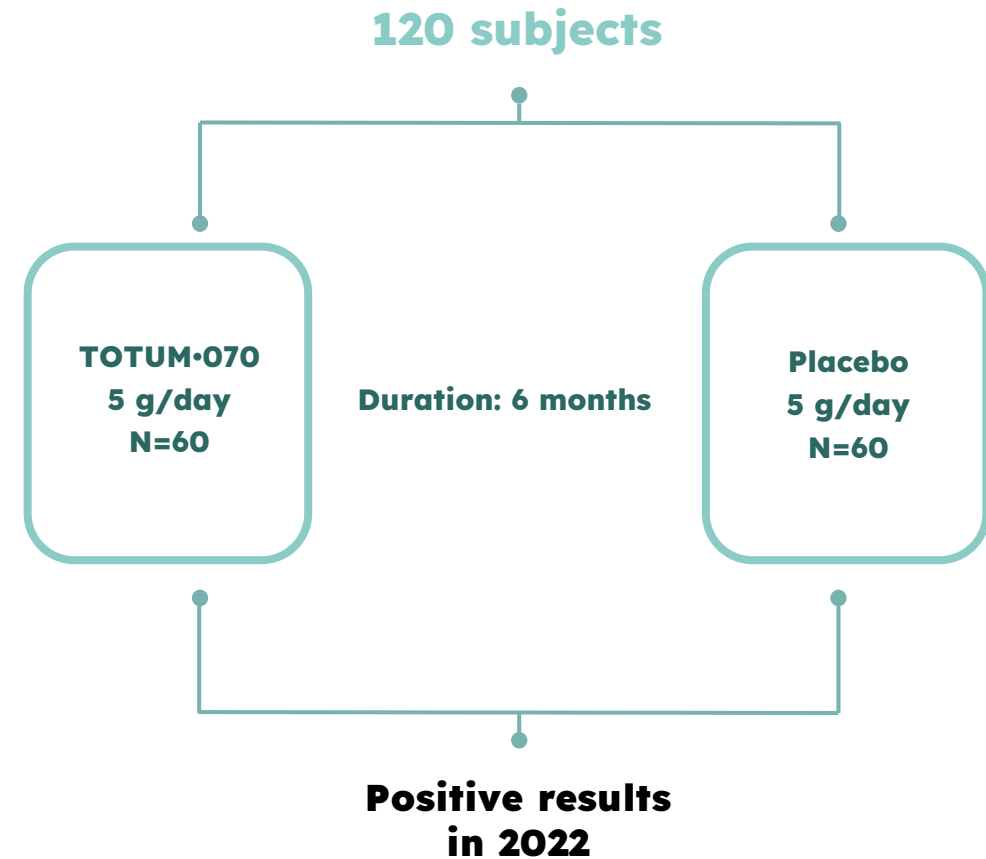 120 subjects
TOTUM•070
5 g/day
N=60
Duration: 6 months
Placebo
5 g/day
N=60
Positive results
in 2022